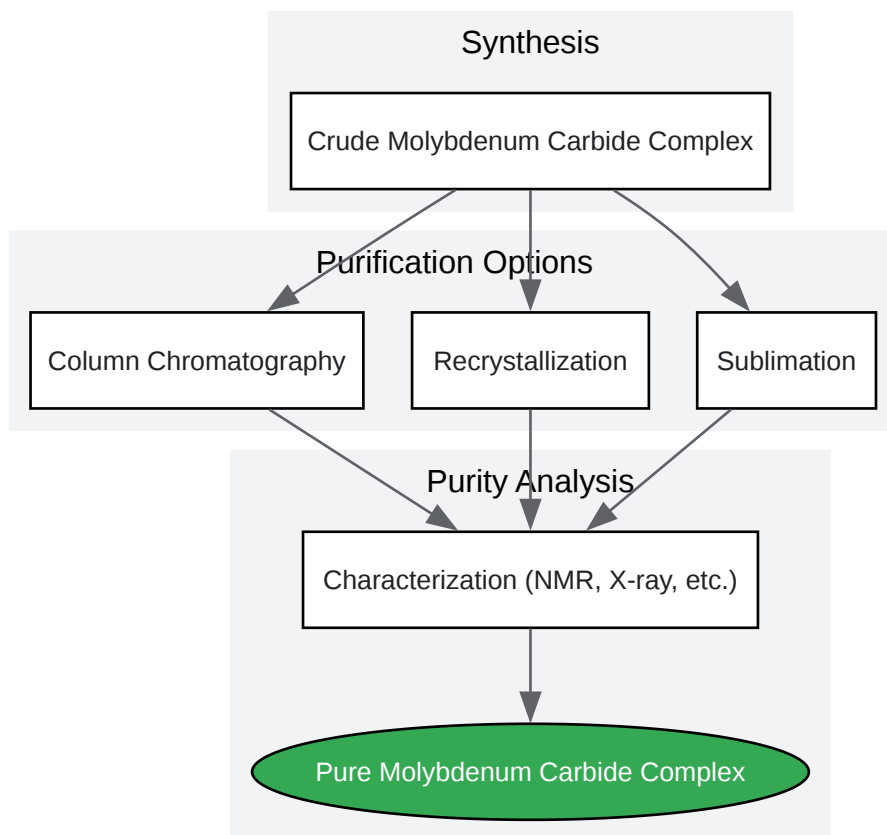 Synthesis
Crude Molybdenum Carbide Complex
Purification Options
Column Chromatography
Recrystallization
Sublimation
Purity Analysis
Characterization (NMR, X-ray, etc.)
Pure Molybdenum Carbide Complex